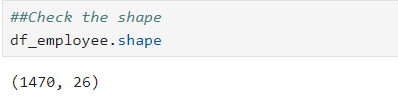 ##Check the shape
df_employee.shape
(1470, 26)